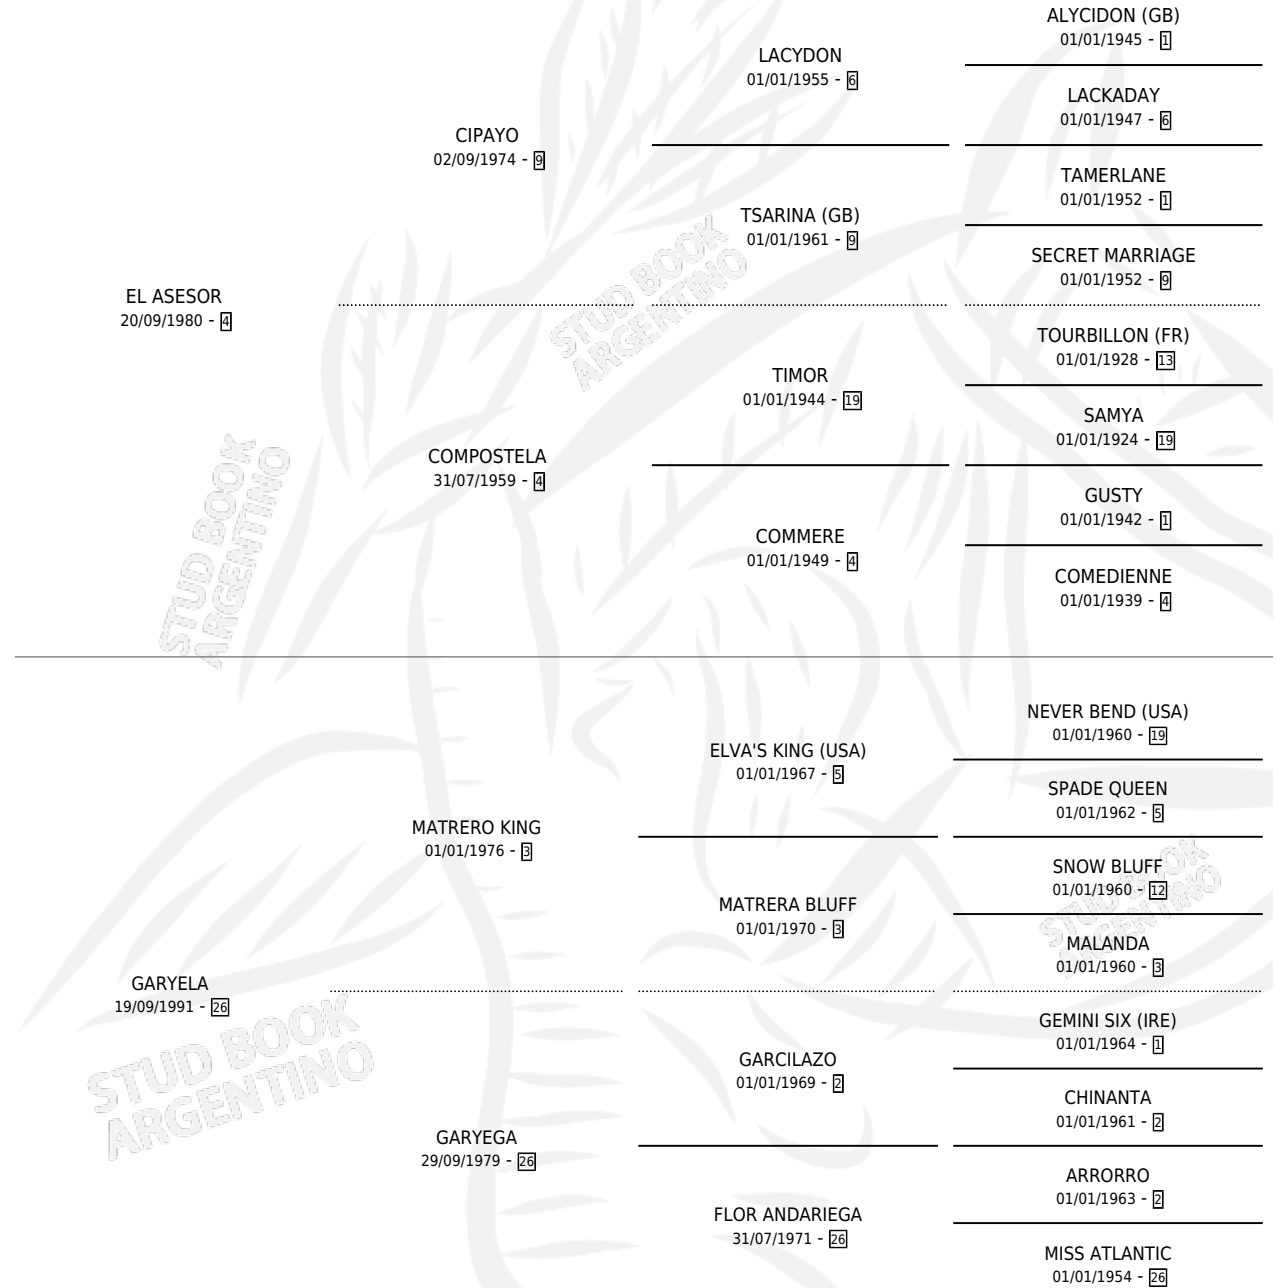 ALYCIDON (GB)
01/01/1945 - 1
LACYDON
01/01/1955 - 6
LACKADAY
01/01/1947 - 6
CIPAYO
02/09/1974 - 9
TAMERLANE
01/01/1952 - 1
TSARINA (GB)
01/01/1961 - 9
SECRET MARRIAGE
01/01/1952 - 9
EL ASESOR
20/09/1980 - 4
STUD BOOK
ARGENTINO
TOURBILLON (FR)
01/01/1928 - 13
TIMOR
01/01/1944 - 19
SAMYA
01/01/1924 - 19
COMPOSTELA
31/07/1959 - 4
GUSTY
01/01/1942 - 1
COMMERE
01/01/1949 - 4
COMEDIENNE
01/01/1939 - 4
STUD BOOK
ARGENTINO
NEVER BEND (USA)
01/01/1960 - 19
ELVA'S KING (USA)
01/01/1967 - 5
SPADE QUEEN
01/01/1962 - 5
MATRERO KING
01/01/1976 - 3
SNOW BLUFF
01/01/1960 - 12
MATRERA BLUFF
01/01/1970 - 3
STUD BOOK
ARGENTINO
MALANDA
01/01/1960 - 3
GARYELA
19/09/1991 - 26
GEMINI SIX (IRE)
01/01/1964 - 1
GARCILAZO
01/01/1969 - 2
STUD BOOK
ARGENTINO
CHINANTA
01/01/1961 - 2
GARYEGA
29/09/1979 - 26
ARRORRO
01/01/1963 - 2
FLOR ANDARIEGA
31/07/1971 - 26
MISS ATLANTIC
01/01/1954 - 26